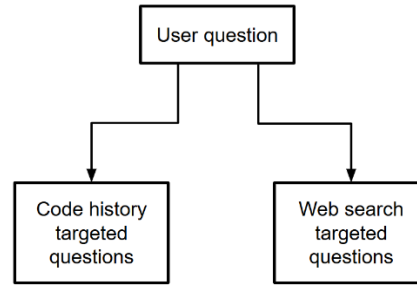 User question
Code history
targeted
questions
Web search
targeted
questions